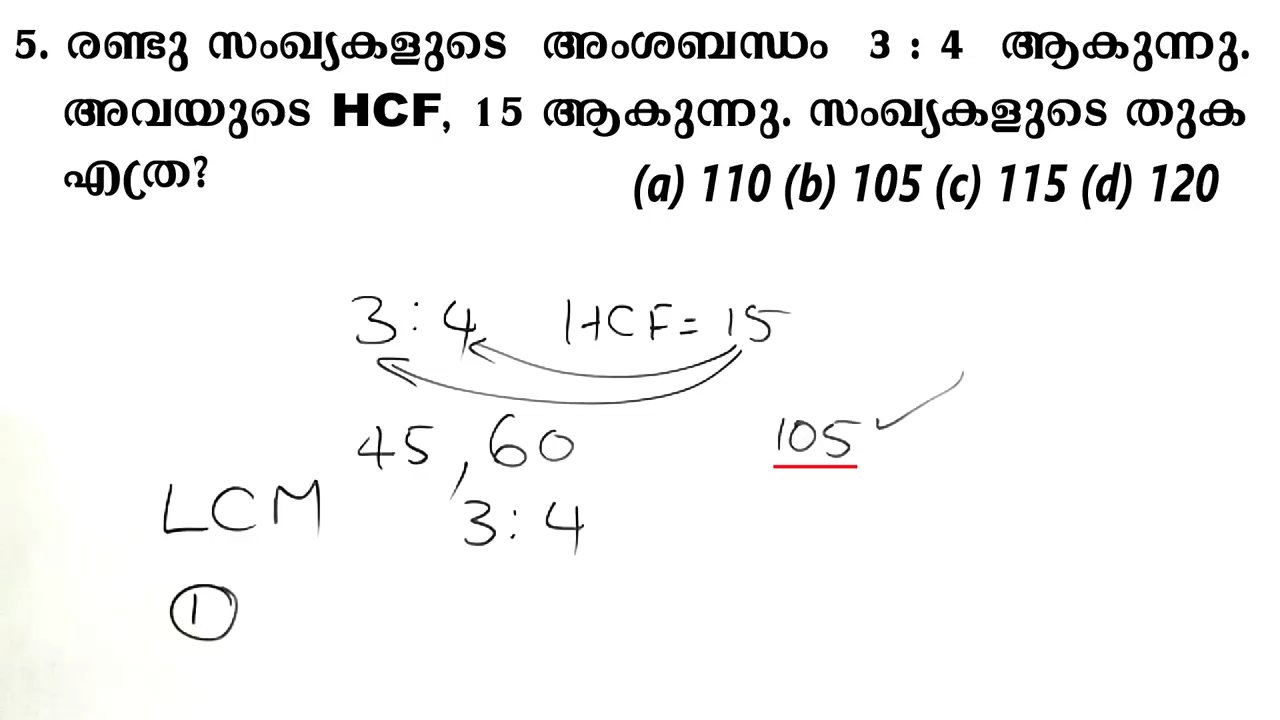 5. രണ്ടു സംഖ്യകളുടെ അംശബന്ധം 3 : 4 ആകുന്നു.
അവയുടെ HCF, 15 ആകുന്നു. സംഖ്യകളുടെ തുക
എത്ര? (a) 110 (b) 105 (c) 115 (d) 120
3 : 4 HCF = 15
45 , 60 105
LCM 3 : 4
1